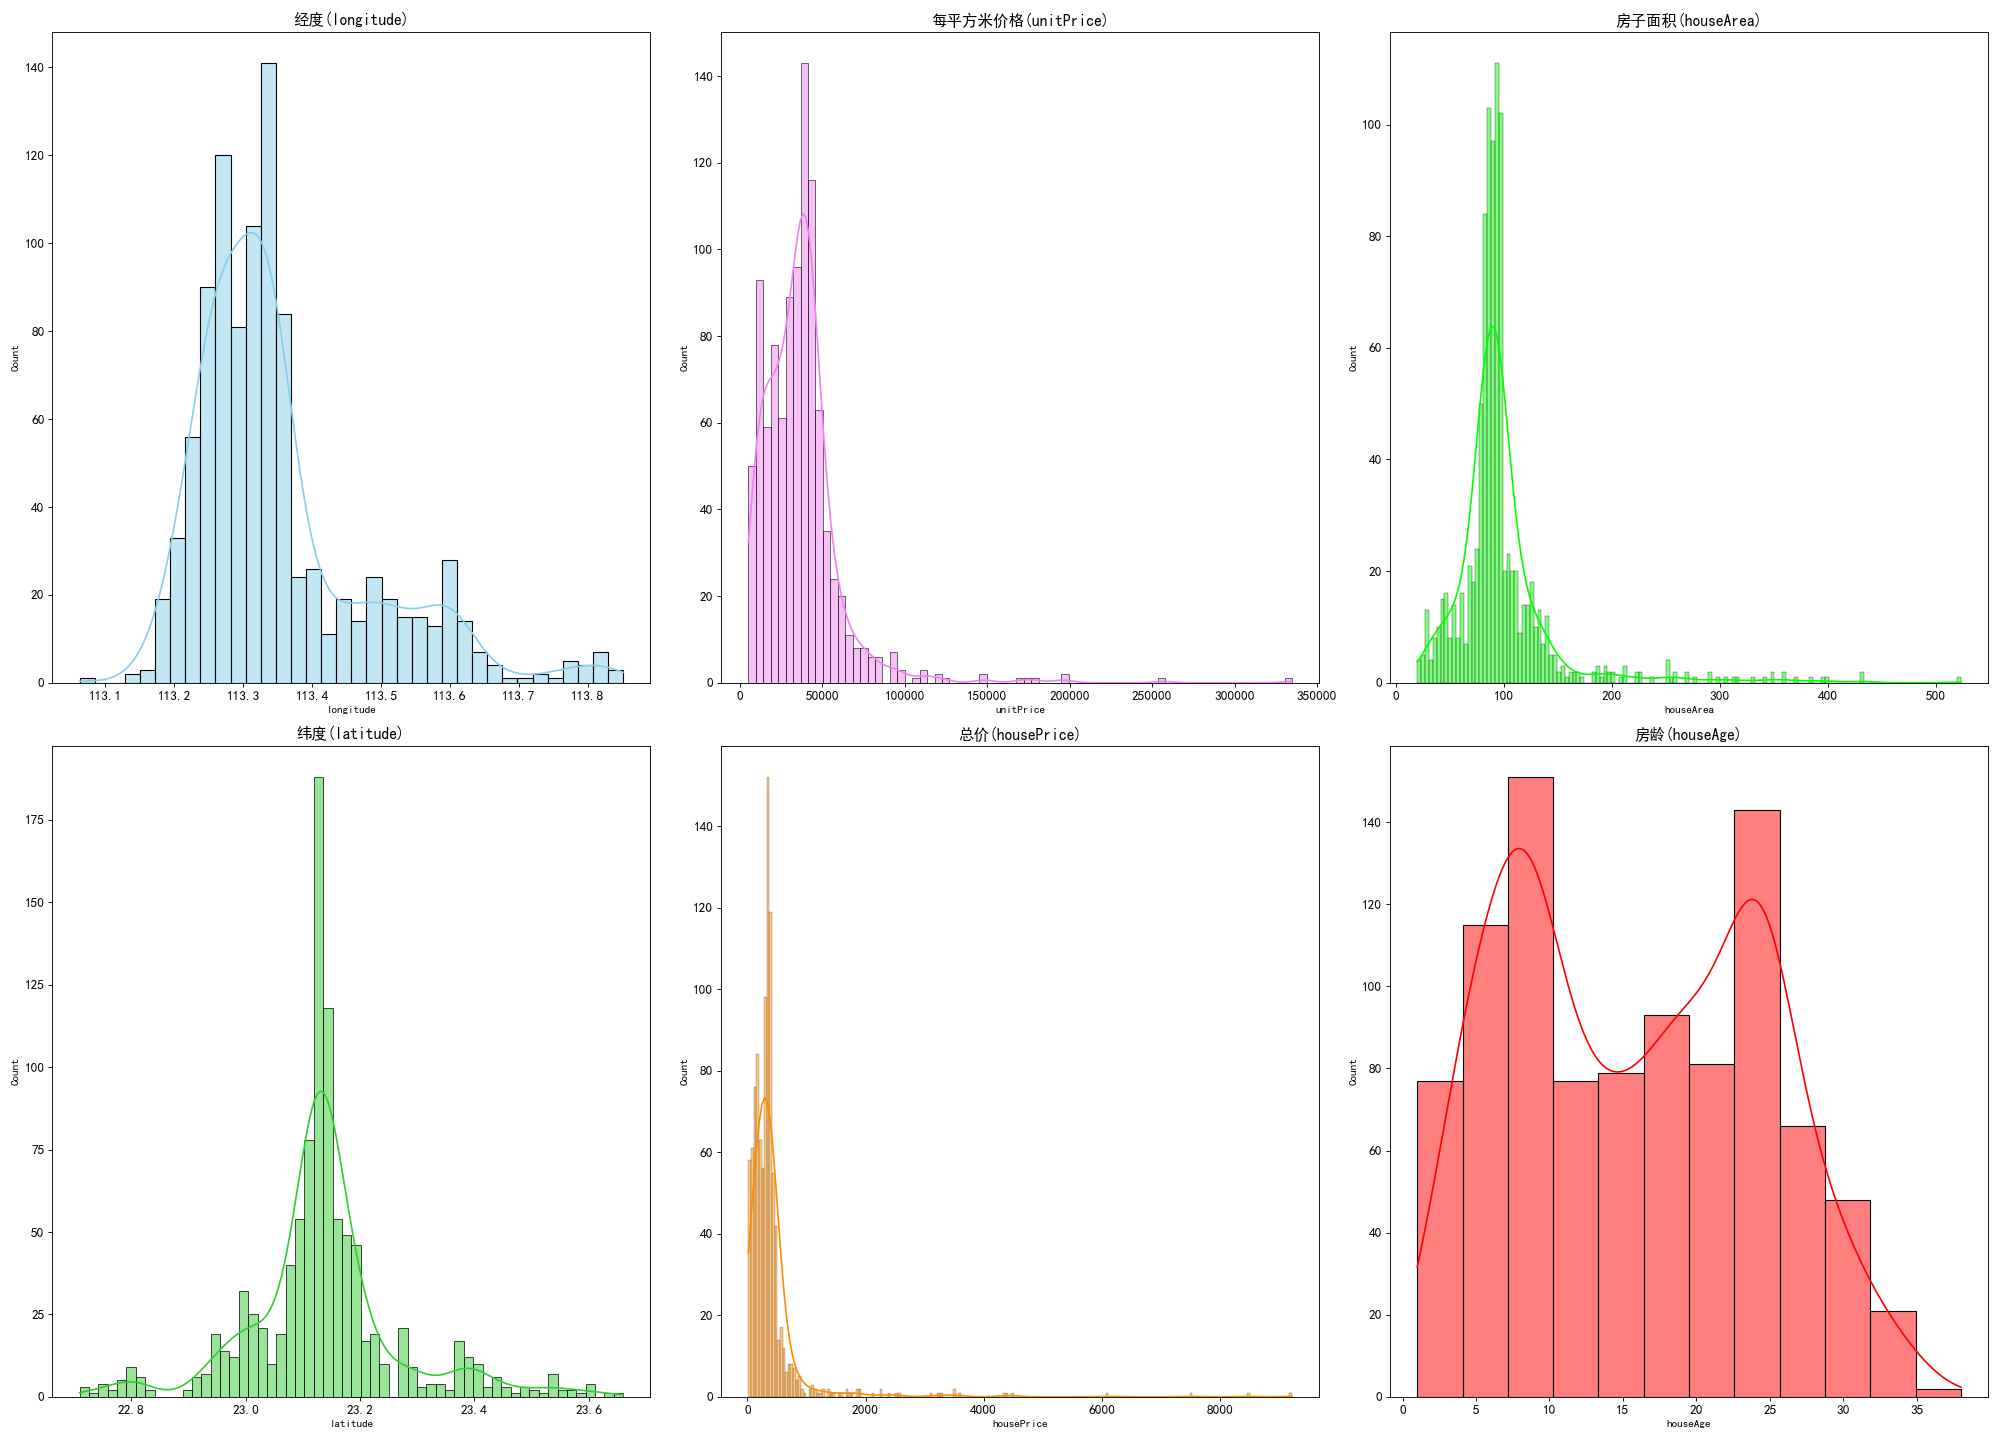 经度(longitude)
140
120
100
80
60
40
20
0
Count
113.1 113.2 113.3 113.4 113.5 113.6 113.7 113.8
longitude
每平方米价格(unitPrice)
140
120
100
80
60
40
20
0
Count
0 50000 100000 150000 200000 250000 300000 350000
unitPrice
房子面积(houseArea)
100
80
60
40
20
0
Count
0 100 200 300 400 500
houseArea
纬度(latitude)
175
150
125
100
75
50
25
0
Count
22.8 23.0 23.2 23.4 23.6
latitude
总价(housePrice)
140
120
100
80
60
40
20
0
Count
0 2000 4000 6000 8000
housePrice
房龄(houseAge)
140
120
100
80
60
40
20
0
Count
0 5 10 15 20 25 30 35
houseAge